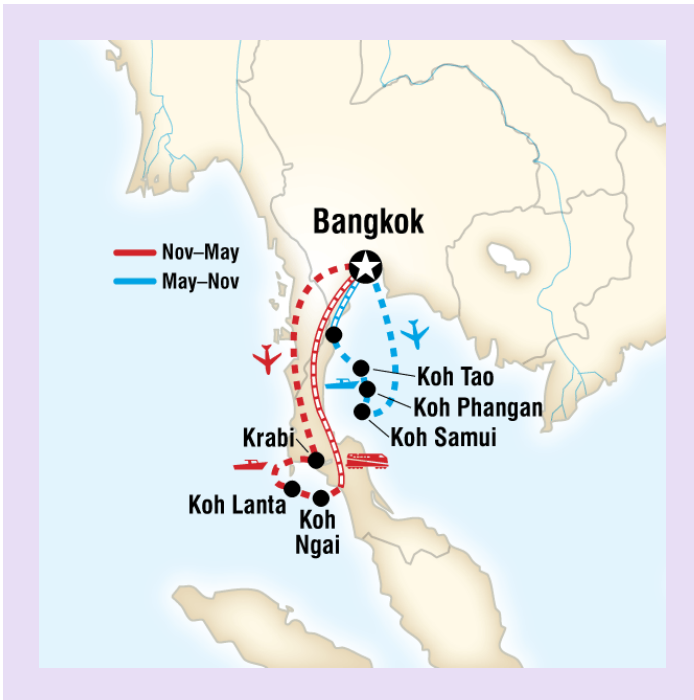 Bangkok
Nov–May
May–Nov
Koh Tao
Koh Phangan
Koh Samui
Krabi
Koh Lanta
Koh
Ngai